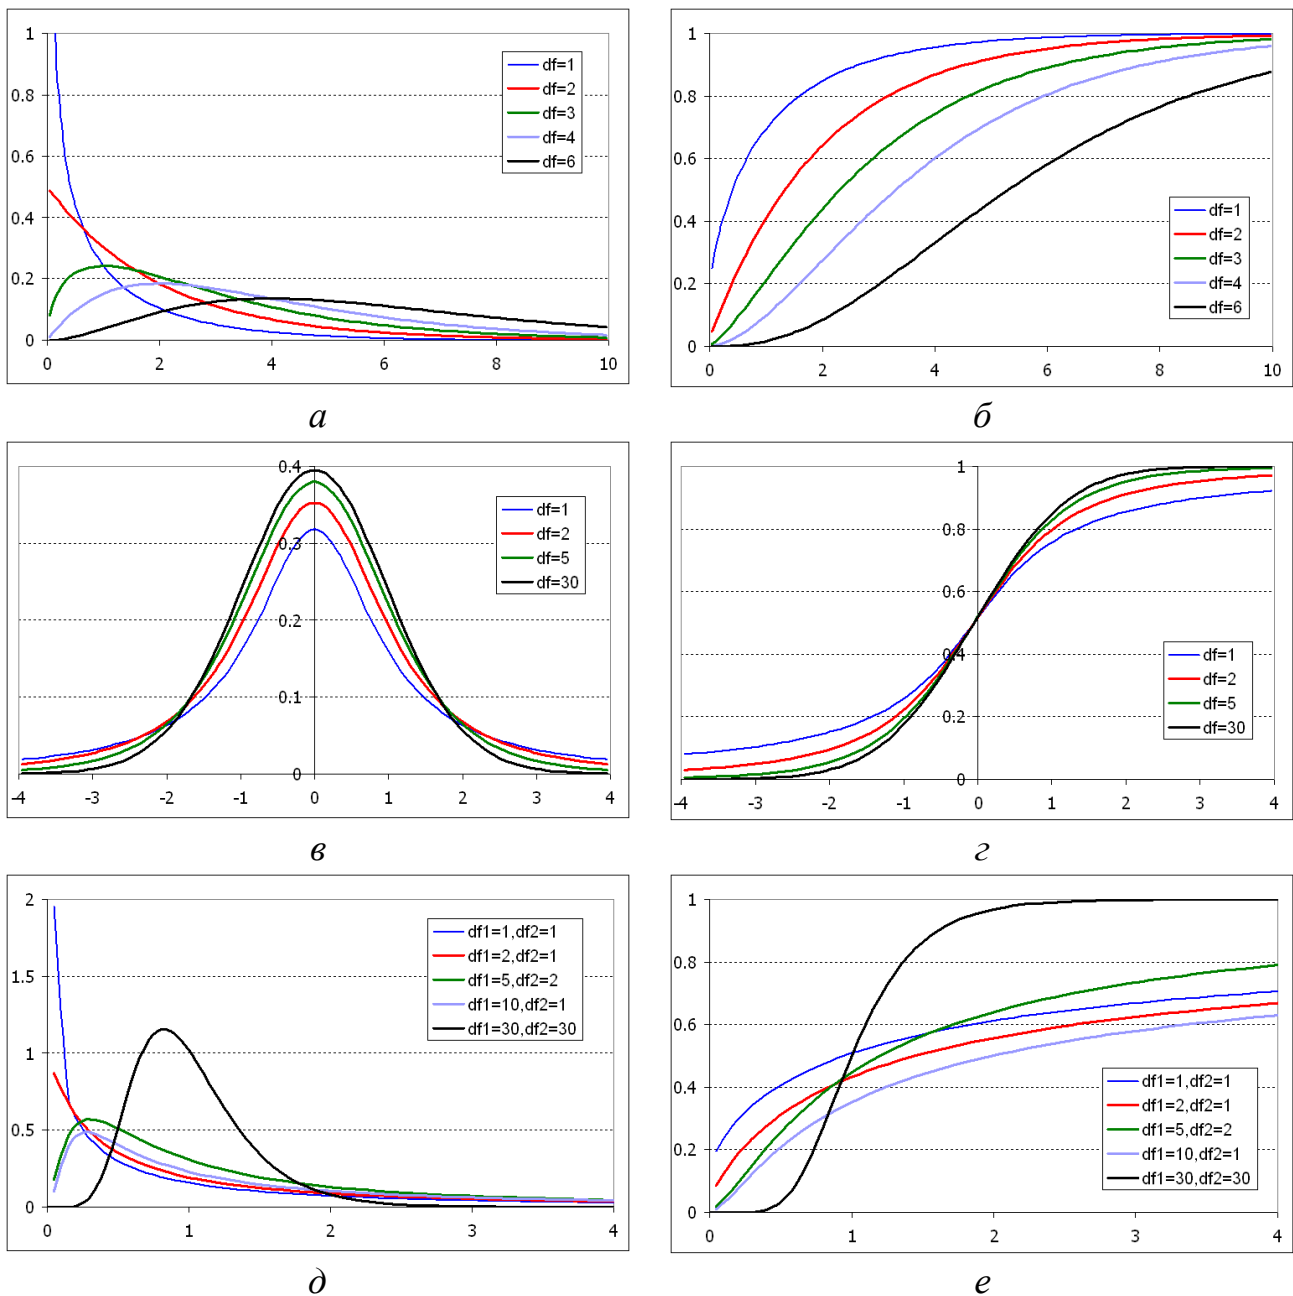 1
0.8
0.6
0.4
0.2
0
0 2 4 6 8 10
df=1
df=2
df=3
df=4
df=6
а
1
0.8
0.6
0.4
0.2
0
0 2 4 6 8 10
df=1
df=2
df=3
df=4
df=6
б
0.4
0.3
0.2
0.1
0
-4 -3 -2 -1 0 1 2 3 4
df=1
df=2
df=5
df=30
в
1
0.8
0.6
0.4
0.2
0
-4 -3 -2 -1 0 1 2 3 4
df=1
df=2
df=5
df=30
г
2
1.5
1
0.5
0
0 1 2 3 4
df1=1,df2=1
df1=2,df2=1
df1=5,df2=2
df1=10,df2=1
df1=30,df2=30
д
1
0.8
0.6
0.4
0.2
0
0 1 2 3 4
df1=1,df2=1
df1=2,df2=1
df1=5,df2=2
df1=10,df2=1
df1=30,df2=30
е